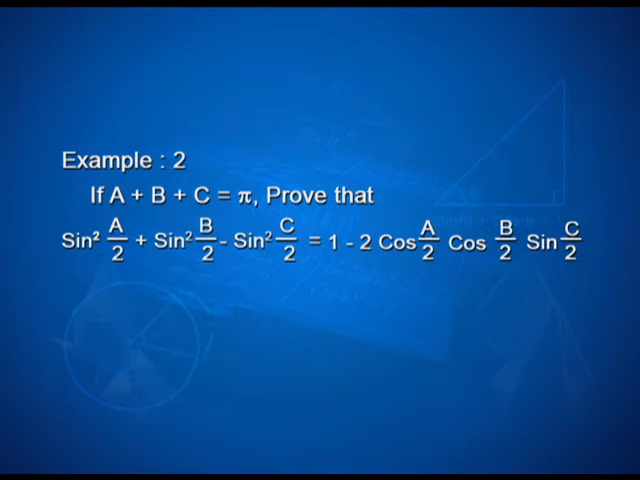 Example : 2
If A + B + C = π, Prove that
Sin² A/2 + Sin² B/2 - Sin² C/2 = 1 - 2 Cos A/2 Cos B/2 Sin C/2